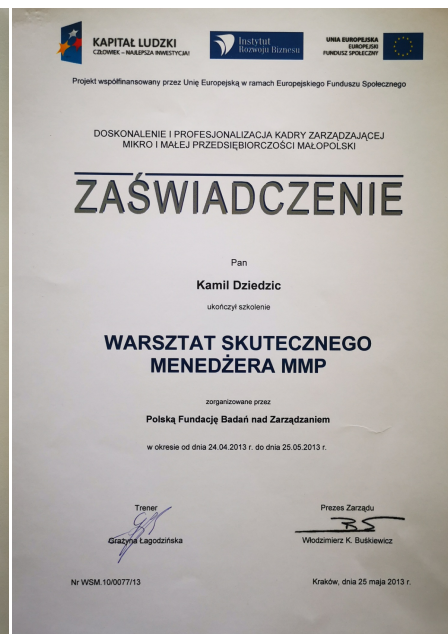 KAPITAŁ LUDZKI
CZŁOWIEK – NAJLEPSZA INWESTYCJA!
Instytut
Rozwoju Biznesu
UNIA EUROPEJSKA
EUROPEJSKI
FUNDUSZ SPOŁECZNY
Projekt współfinansowany przez Unię Europejską w ramach Europejskiego Funduszu Społecznego
DOSKONALENIE I PROFESJONALIZACJA KADRY ZARZĄDZAJĄCEJ
MIKRO I MAŁEJ PRZEDSIĘBIORCZOŚCI MAŁOPOLSKI
ZAŚWIADCZENIE
Pan
Kamil Dziedzic
ukończył szkolenie
WARSZTAT SKUTECZNEGO
MENEDŻERA MMP
zorganizowane przez
Polską Fundację Badań nad Zarządzaniem
w okresie od dnia 24.04.2013 r. do dnia 25.05.2013 r.
Trener
Grażyna Łagodzińska
Prezes Zarządu
Włodzimierz K. Buśkiewicz
Nr WSM.10/0077/13
Kraków, dnia 25 maja 2013 r.